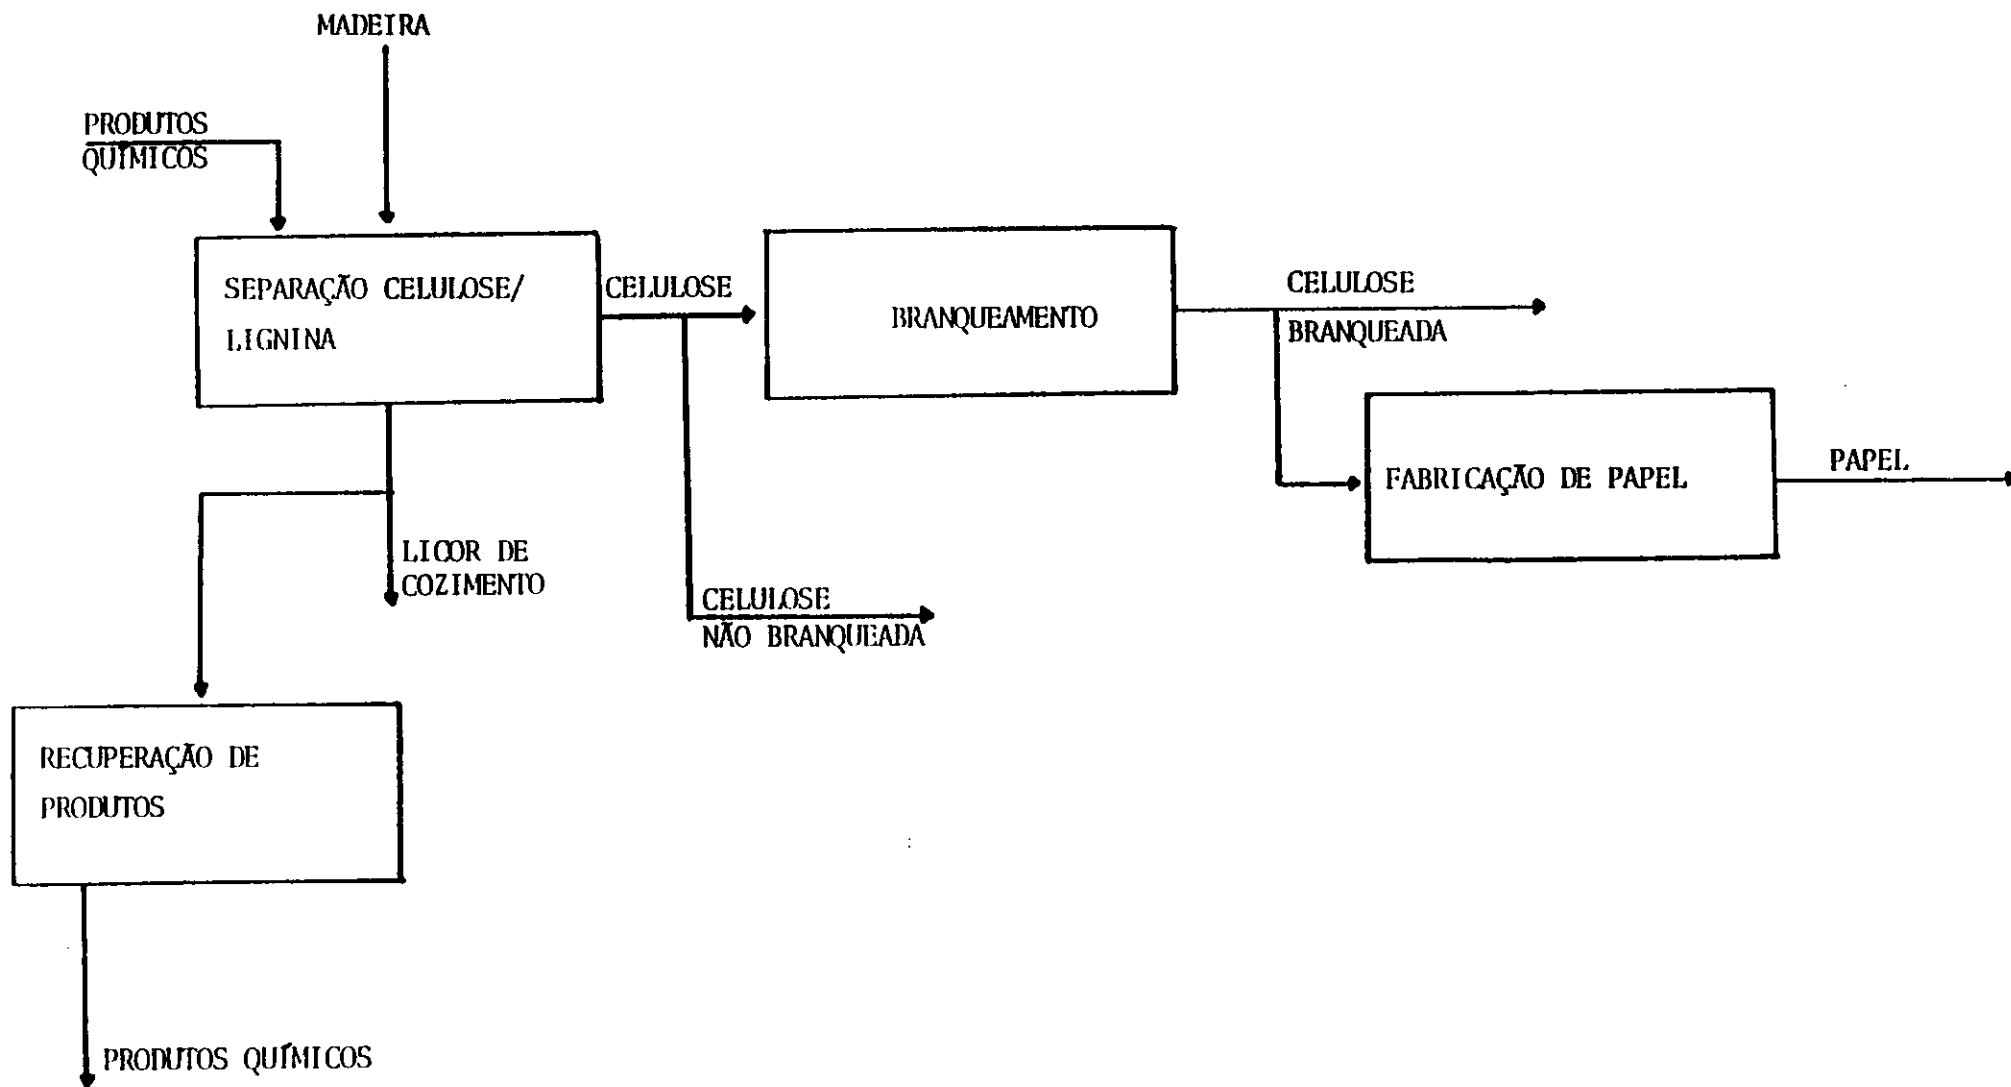 MADEIRA
PRODUTOS
QUÍMICOS
SEPARAÇÃO CELULOSE/
LIGNINA
CELULOSE
BRANQUEAMENTO
CELULOSE
BRANQUEADA
FABRICAÇÃO DE PAPEL
PAPEL
LICOR DE
COZIMENTO
CELULOSE
NÃO BRANQUEADA
RECUPERAÇÃO DE
PRODUTOS
PRODUTOS QUÍMICOS